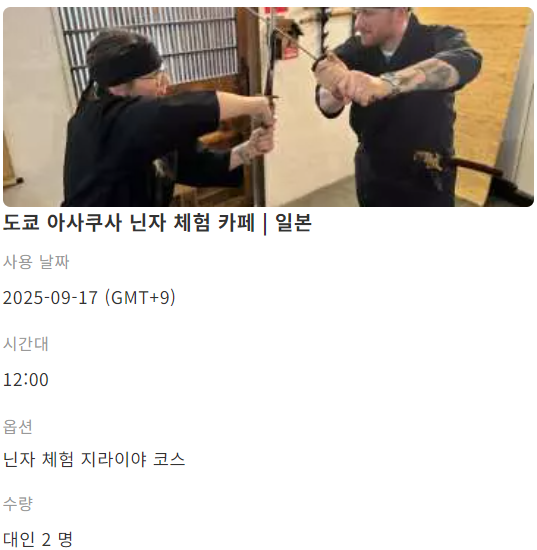 도쿄 아사쿠사 닌자 체험 카페 | 일본
사용 날짜
2025-09-17 (GMT+9)
시간대
12:00
옵션
닌자 체험 지라이야 코스
수량
대인 2 명